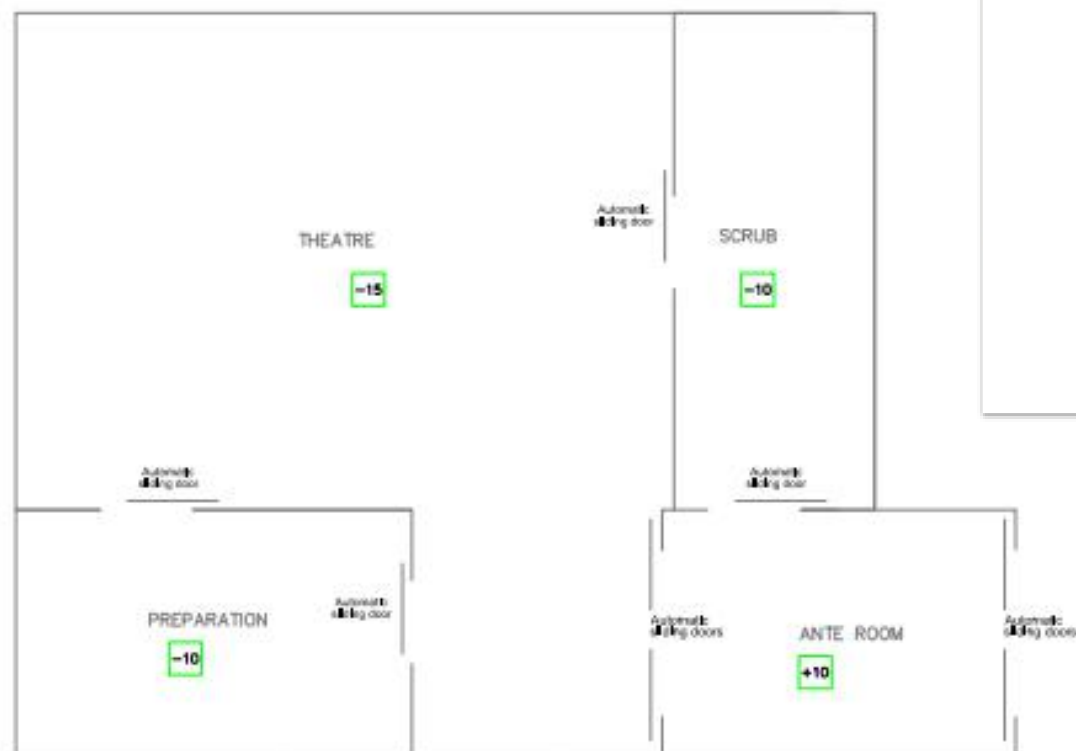 Automatic
sliding door
THEATRE
SCRUB
-15
-10
Automatic
sliding door
Automatic
sliding door
Automatic
sliding door
PREPARATION
-10
Automatic
sliding doors
ANTE ROOM
+10
Automatic
sliding doors